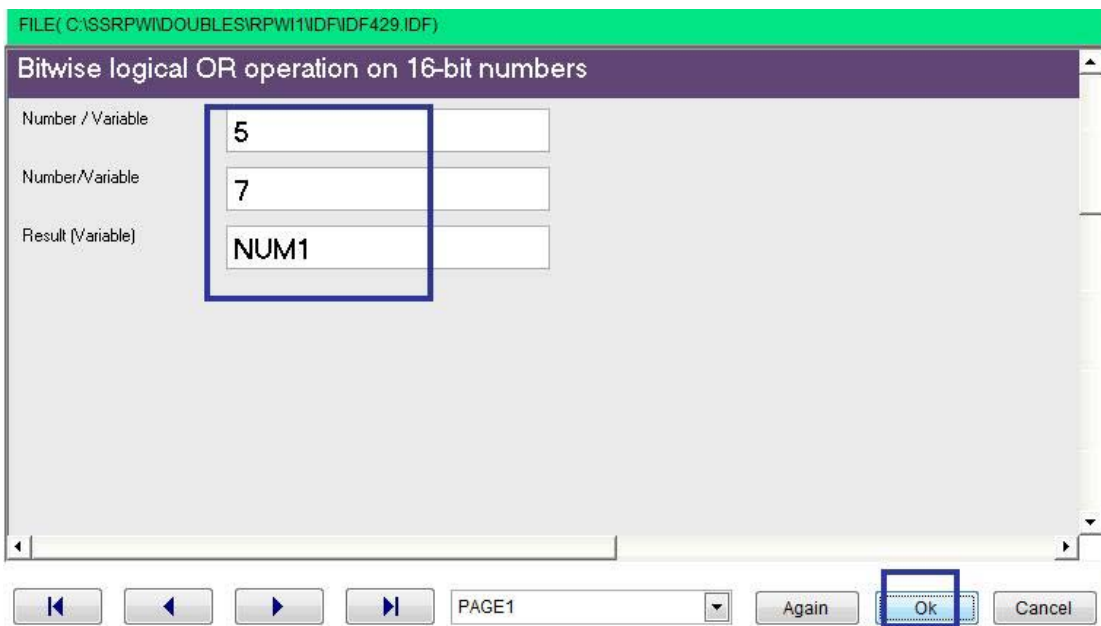 FILE( C:\SSRPWI\DOUBLES\RPWI1\IDF\IDF429.IDF)
Bitwise logical OR operation on 16-bit numbers
Number / Variable
5
Number/Variable
7
Result (Variable)
NUM1
PAGE1
Again
Ok
Cancel